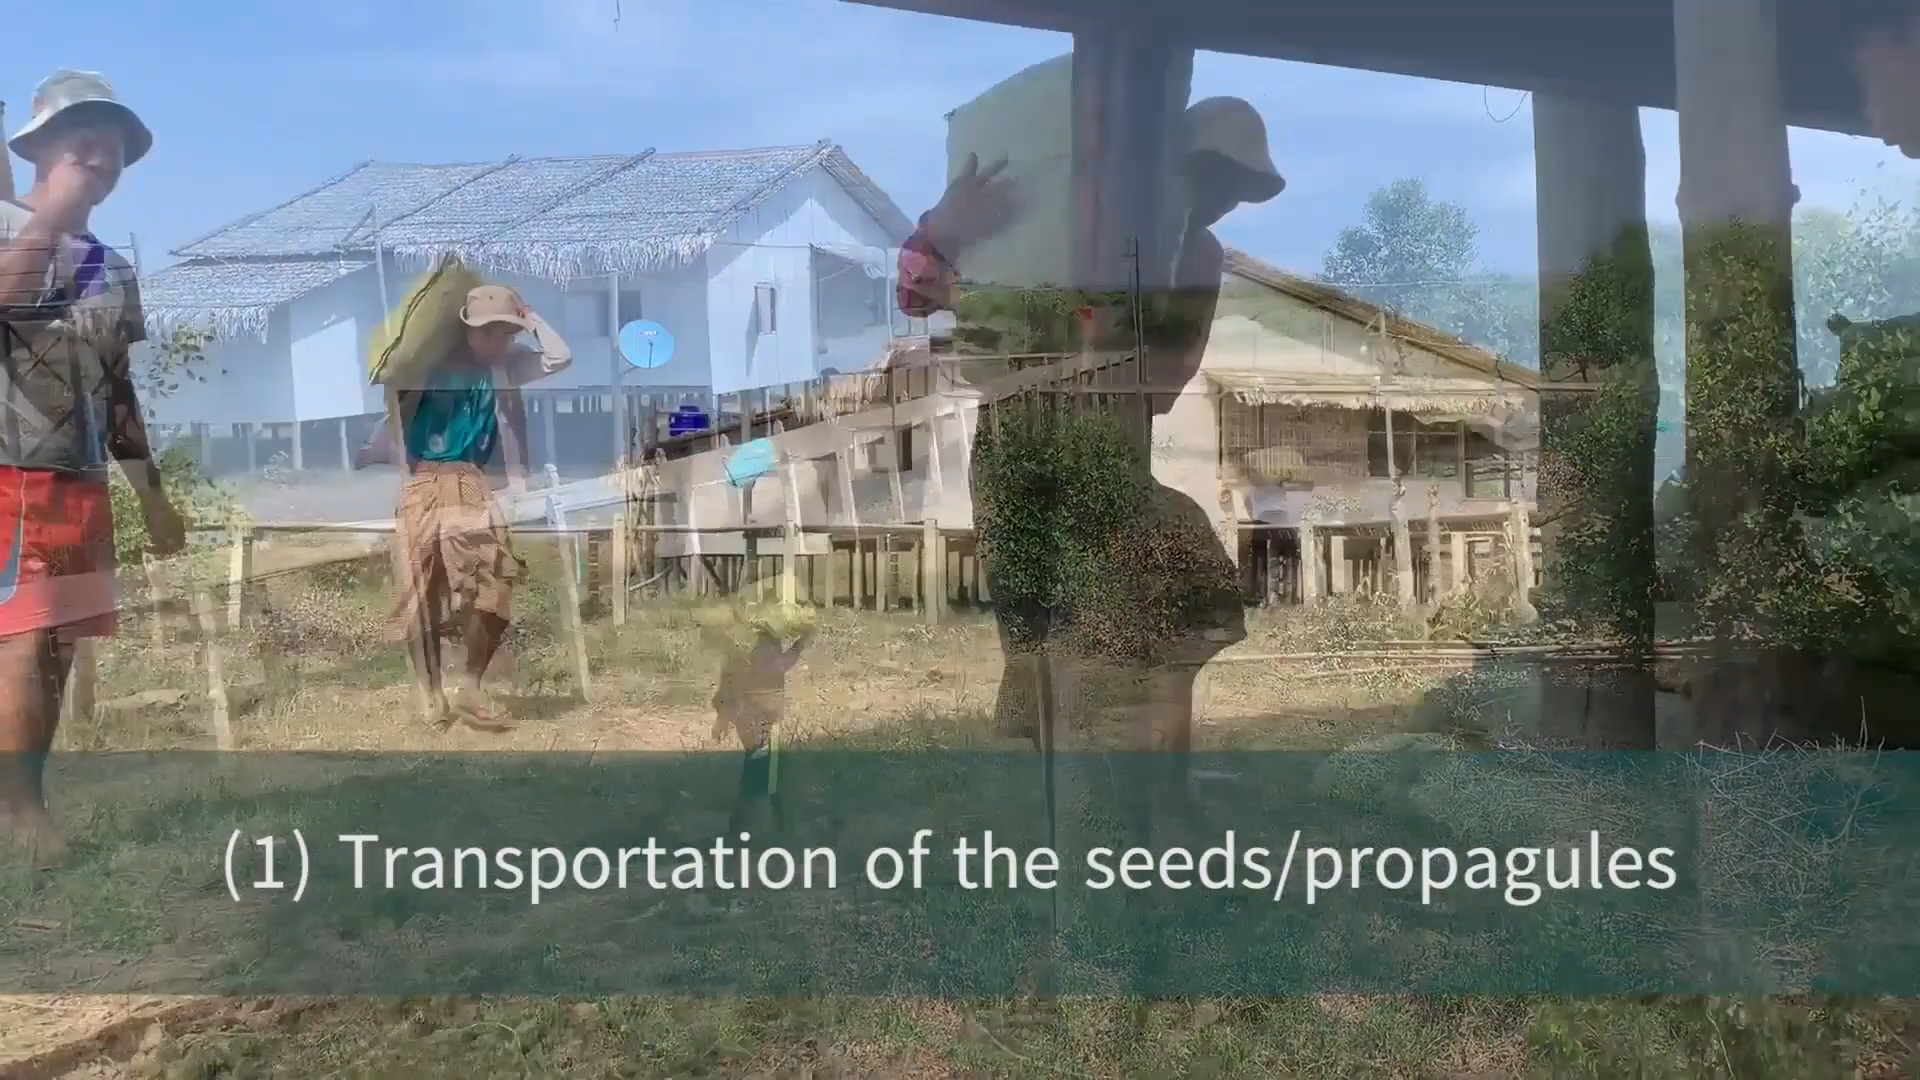 (1) Transportation of the seeds/propagules